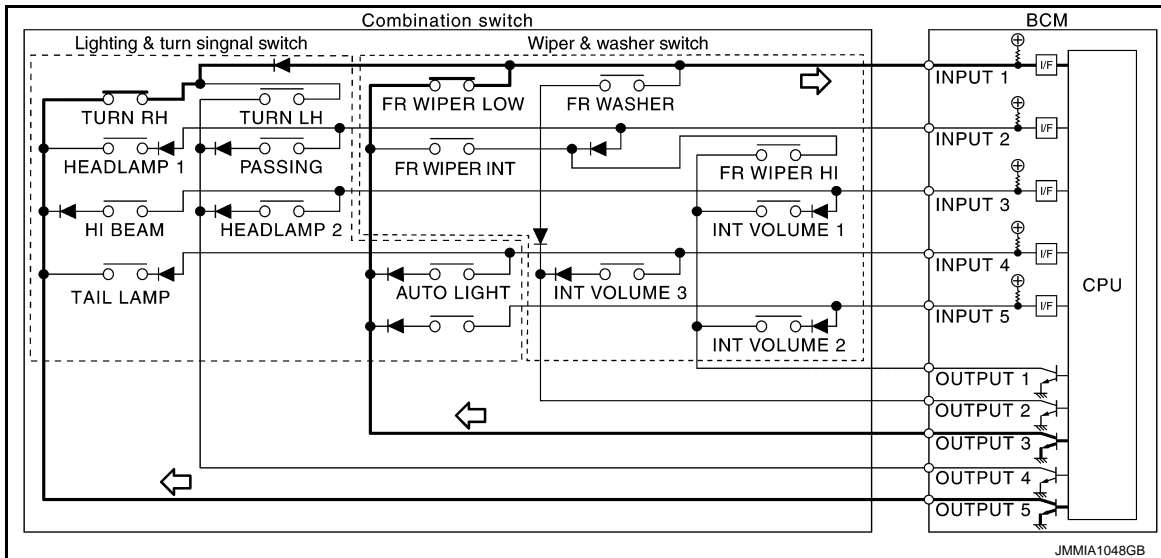 Combination switch
BCM
Lighting & turn singnal switch
Wiper & washer switch
INPUT 1
I/F
TURN RH
TURN LH
FR WIPER LOW
FR WASHER
INPUT 2
I/F
HEADLAMP 1
PASSING
FR WIPER INT
FR WIPER HI
INPUT 3
I/F
HI BEAM
HEADLAMP 2
INT VOLUME 1
INPUT 4
I/F
TAIL LAMP
AUTO LIGHT
INT VOLUME 3
CPU
INPUT 5
I/F
INT VOLUME 2
OUTPUT 1
OUTPUT 2
OUTPUT 3
OUTPUT 4
OUTPUT 5
JMMIA1048GB